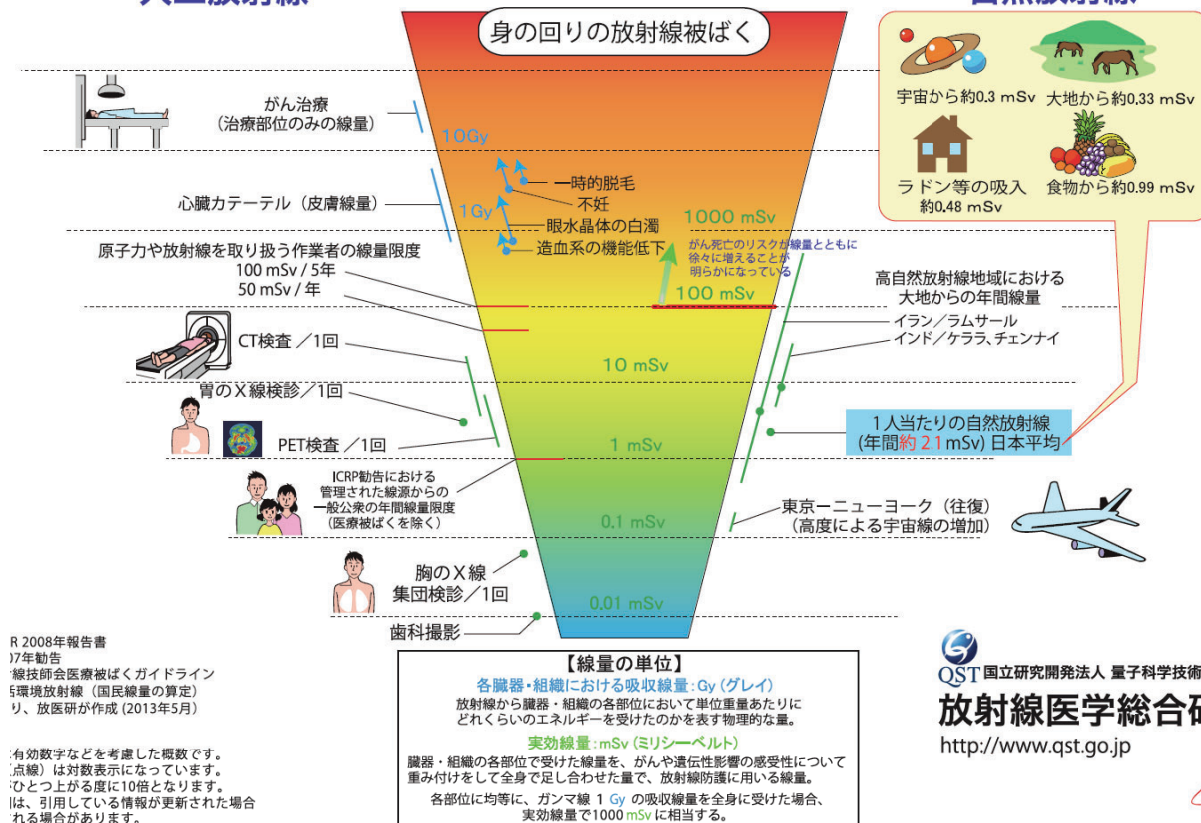 身の回りの放射線被ばく
がん治療
(治療部位のみの線量)
10Gy
心臓カテーテル（皮膚線量）
1Gy
一時的脱毛
不妊
眼水晶体の白濁
造血系の機能低下
原子力や放射線を取り扱う作業者の線量限度
100 mSv / 5年
50 mSv / 年
CT検査／1回
胃のX線検診／1回
PET検査／1回
ICRP勧告における
管理された線源からの
一般公衆の年間線量限度
（医療被ばくを除く）
胸のX線
集団検診／1回
歯科撮影
1000 mSv
がん死亡のリスクが線量とともに
徐々に増えることが
明らかになっている
100 mSv
10 mSv
1 mSv
0.1 mSv
0.01 mSv
宇宙から約0.3 mSv
大地から約0.33 mSv
ラドン等の吸入
約0.48 mSv
食物から約0.99 mSv
高自然放射線地域における
大地からの年間線量
イラン／ラムサール
インド／ケララ、チェンナイ
1人当たりの自然放射線
(年間約 2.1 mSv) 日本平均
東京ーニューヨーク（往復）
（高度による宇宙線の増加）
R 2008年報告書
07年勧告
線技師会医療被ばくガイドライン
環境放射線（国民線量の算定）
り、放医研が作成 (2013年5月)
有効数字などを考慮した概数です。
点線）は対数表示になっています。
がひとつ上がる度に10倍となります。
は、引用している情報が更新された場合
れる場合があります。
【線量の単位】
各臓器・組織における吸収線量：Gy（グレイ）
放射線から臓器・組織の各部位において単位重量あたりに
どれくらいのエネルギーを受けたのかを表す物理的な量。
実効線量：mSv（ミリシーベルト）
臓器・組織の各部位で受けた線量を、がんや遺伝性影響の感受性について
重み付けをして全身で足し合わせた量で、放射線防護に用いる線量。
各部位に均等に、ガンマ線 1 Gy の吸収線量を全身に受けた場合、
実効線量で1000 mSv に相当する。
QST 国立研究開発法人 量子科学技術
放射線医学総合研
http://www.qst.go.jp